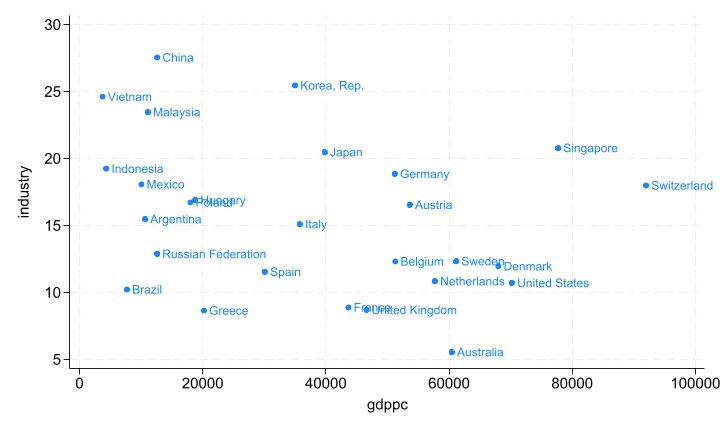 30
China
25
Korea, Rep.
Vietnam
Malaysia
20
Japan
Singapore
Indonesia
Germany
Mexico
Switzerland
industry
Hungary
Poland
Austria
15
Argentina
Italy
Russian Federation
Belgium
Sweden
Denmark
Spain
Netherlands
United States
10
Brazil
Greece
France
United Kingdom
Australia
5
0 20000 40000 60000 80000 100000
gdppc